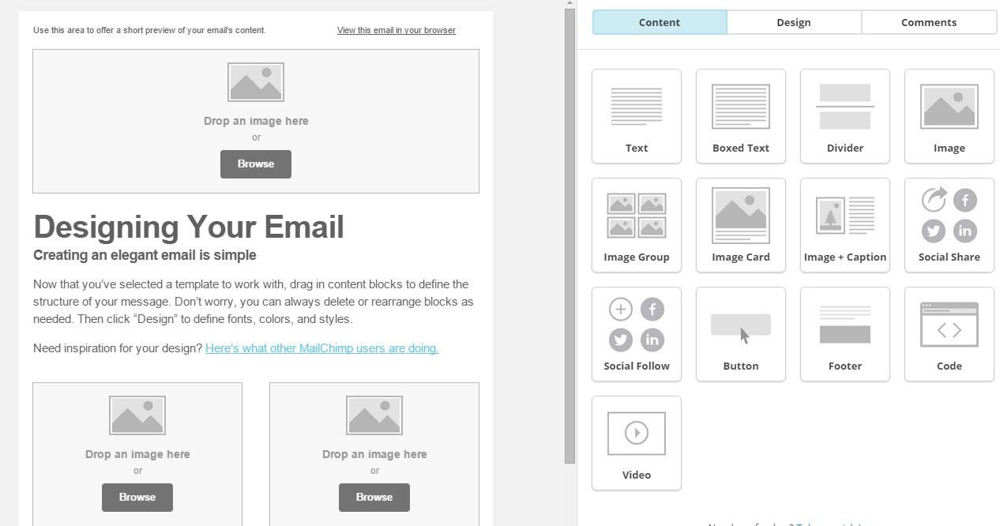 Use this area to offer a short preview of your email's content.
View this email in your browser
Drop an image here
or
Browse
Designing Your Email
Creating an elegant email is simple
Now that you’ve selected a template to work with, drag in content blocks to define the
structure of your message. Don’t worry, you can always delete or rearrange blocks as
needed. Then click “Design” to define fonts, colors, and styles.
Need inspiration for your design? Here’s what other MailChimp users are doing.
Drop an image here
or
Browse
Drop an image here
or
Browse
Content
Design
Comments
Text
Boxed Text
Divider
Image
Image Group
Image Card
Image + Caption
Social Share
Social Follow
Button
Footer
Code
Video